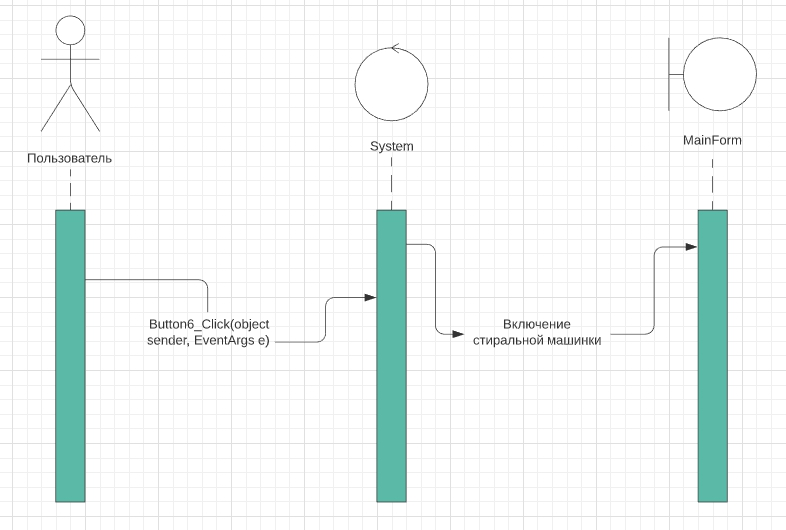 Пользователь
System
MainForm
Button6_Click(object
sender, EventArgs e)
Включение
стиральной машинки